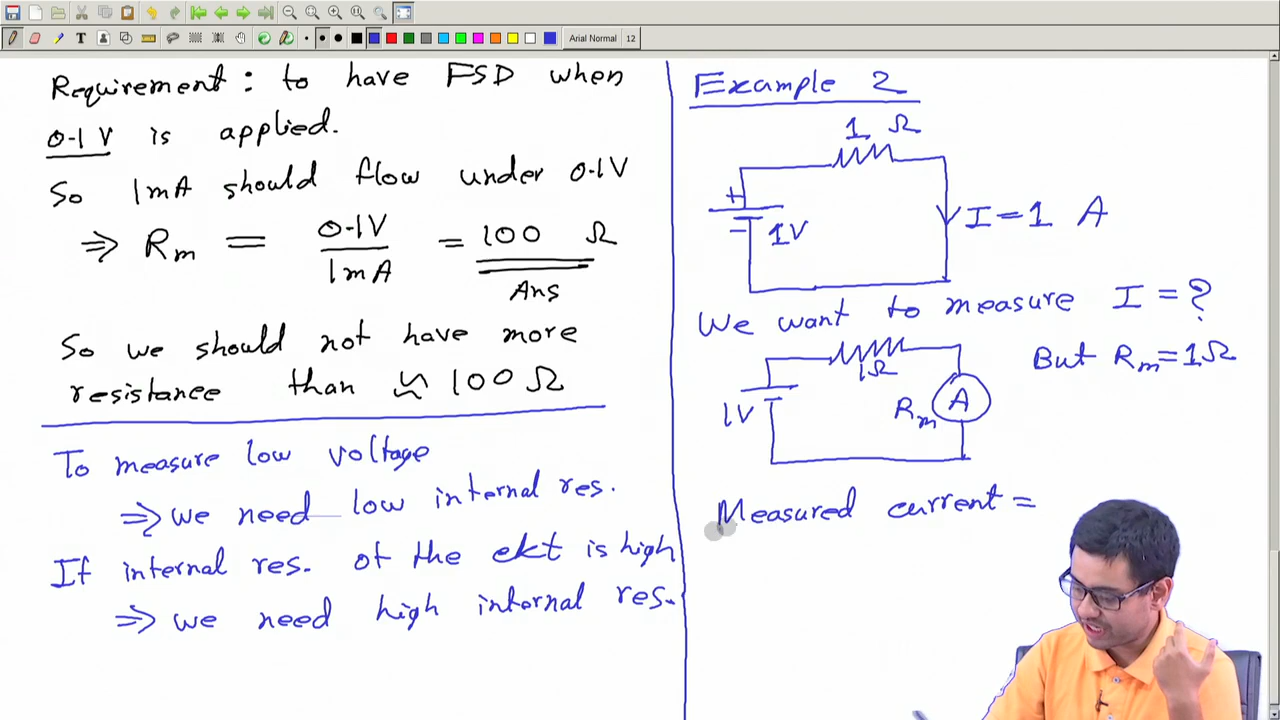 Arial Normal 12
Requirement : to have FSD when
0.1 V is applied.
So 1mA should flow under 0.1V
⇒ Rm = 0.1V / 1mA = 100 Ω
Ans
So we should not have more
resistance than ≈ 100 Ω
To measure low voltage
⇒ we need low internal res.
If internal res. of the ckt is high
⇒ we need high internal res.
Example 2
1 Ω
+
-
1V
I = 1 A
We want to measure I = ?
1Ω
But Rm = 1Ω
1V
Rm
A
Measured current =